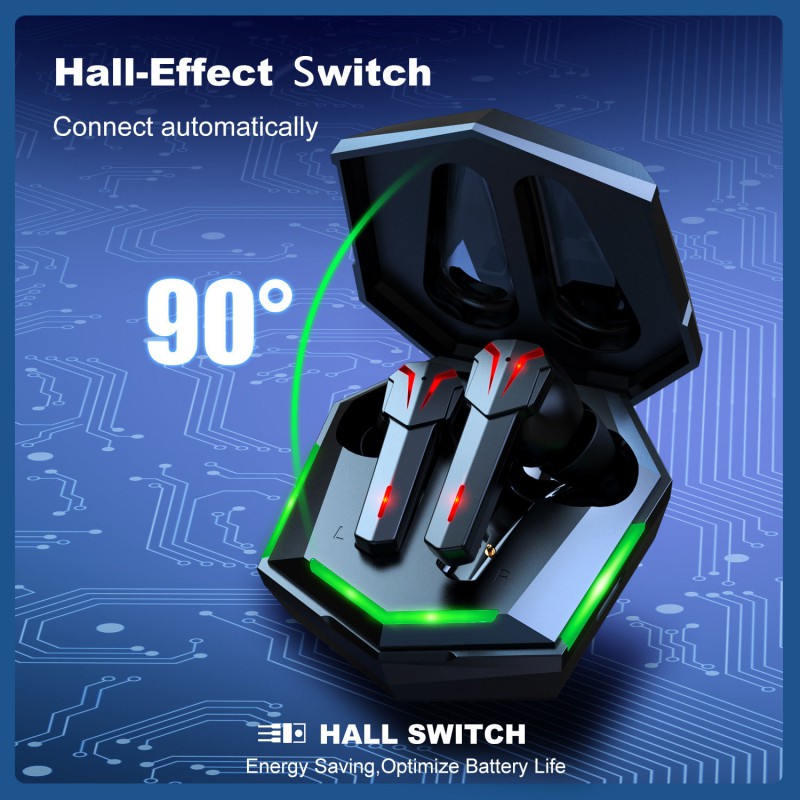 Hall-Effect Switch
Connect automatically
90°
L
R
HALL SWITCH
Energy Saving,Optimize Battery Life